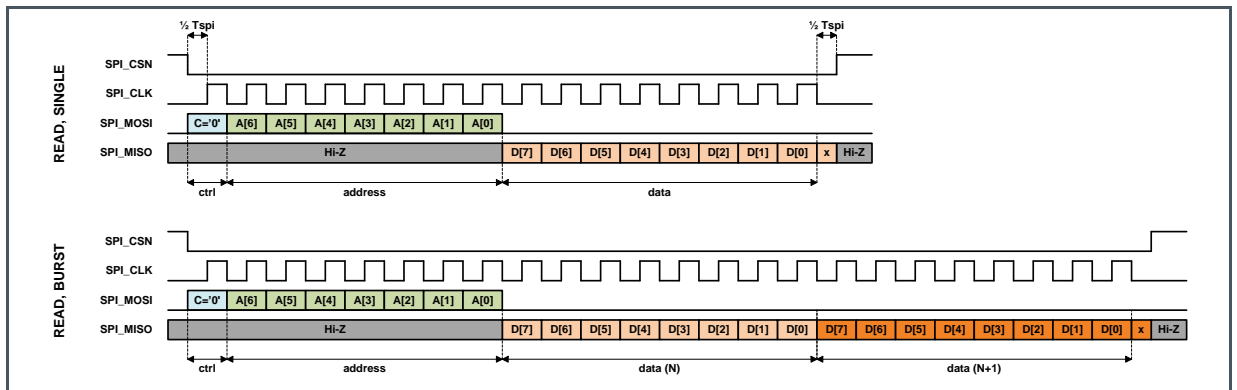 ½ Tspi ½ Tspi
READ, SINGLE
SPI_CSN
SPI_CLK
SPI_MOSI C='0' A[6] A[5] A[4] A[3] A[2] A[1] A[0]
SPI_MISO Hi-Z D[7] D[6] D[5] D[4] D[3] D[2] D[1] D[0] x Hi-Z
ctrl address data
READ, BURST
SPI_CSN
SPI_CLK
SPI_MOSI C='0' A[6] A[5] A[4] A[3] A[2] A[1] A[0]
SPI_MISO Hi-Z D[7] D[6] D[5] D[4] D[3] D[2] D[1] D[0] D[7] D[6] D[5] D[4] D[3] D[2] D[1] D[0] x Hi-Z
ctrl address data (N) data (N+1)